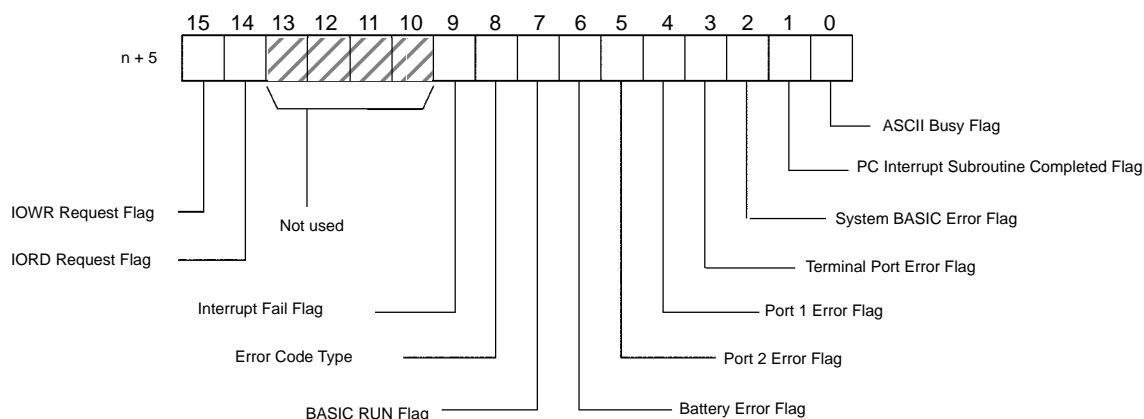 15 14 13 12 11 10 9 8 7 6 5 4 3 2 1 0
n + 5
ASCII Busy Flag
PC Interrupt Subroutine Completed Flag
IOWR Request Flag
Not used
System BASIC Error Flag
IORD Request Flag
Terminal Port Error Flag
Interrupt Fail Flag
Port 1 Error Flag
Error Code Type
Port 2 Error Flag
BASIC RUN Flag
Battery Error Flag